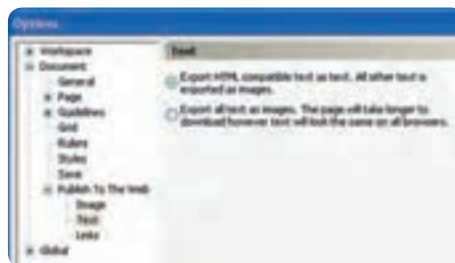 Options
Workspace
Document
General
Page
Guidelines
Grid
Rulers
Styles
Save
Publish To The Web
Image
Text
Links
Global
Text
Export HTML compatible text as text. All other text is
exported as images.
Export all text as images. The page will take longer to
download however text will look the same on all browsers.